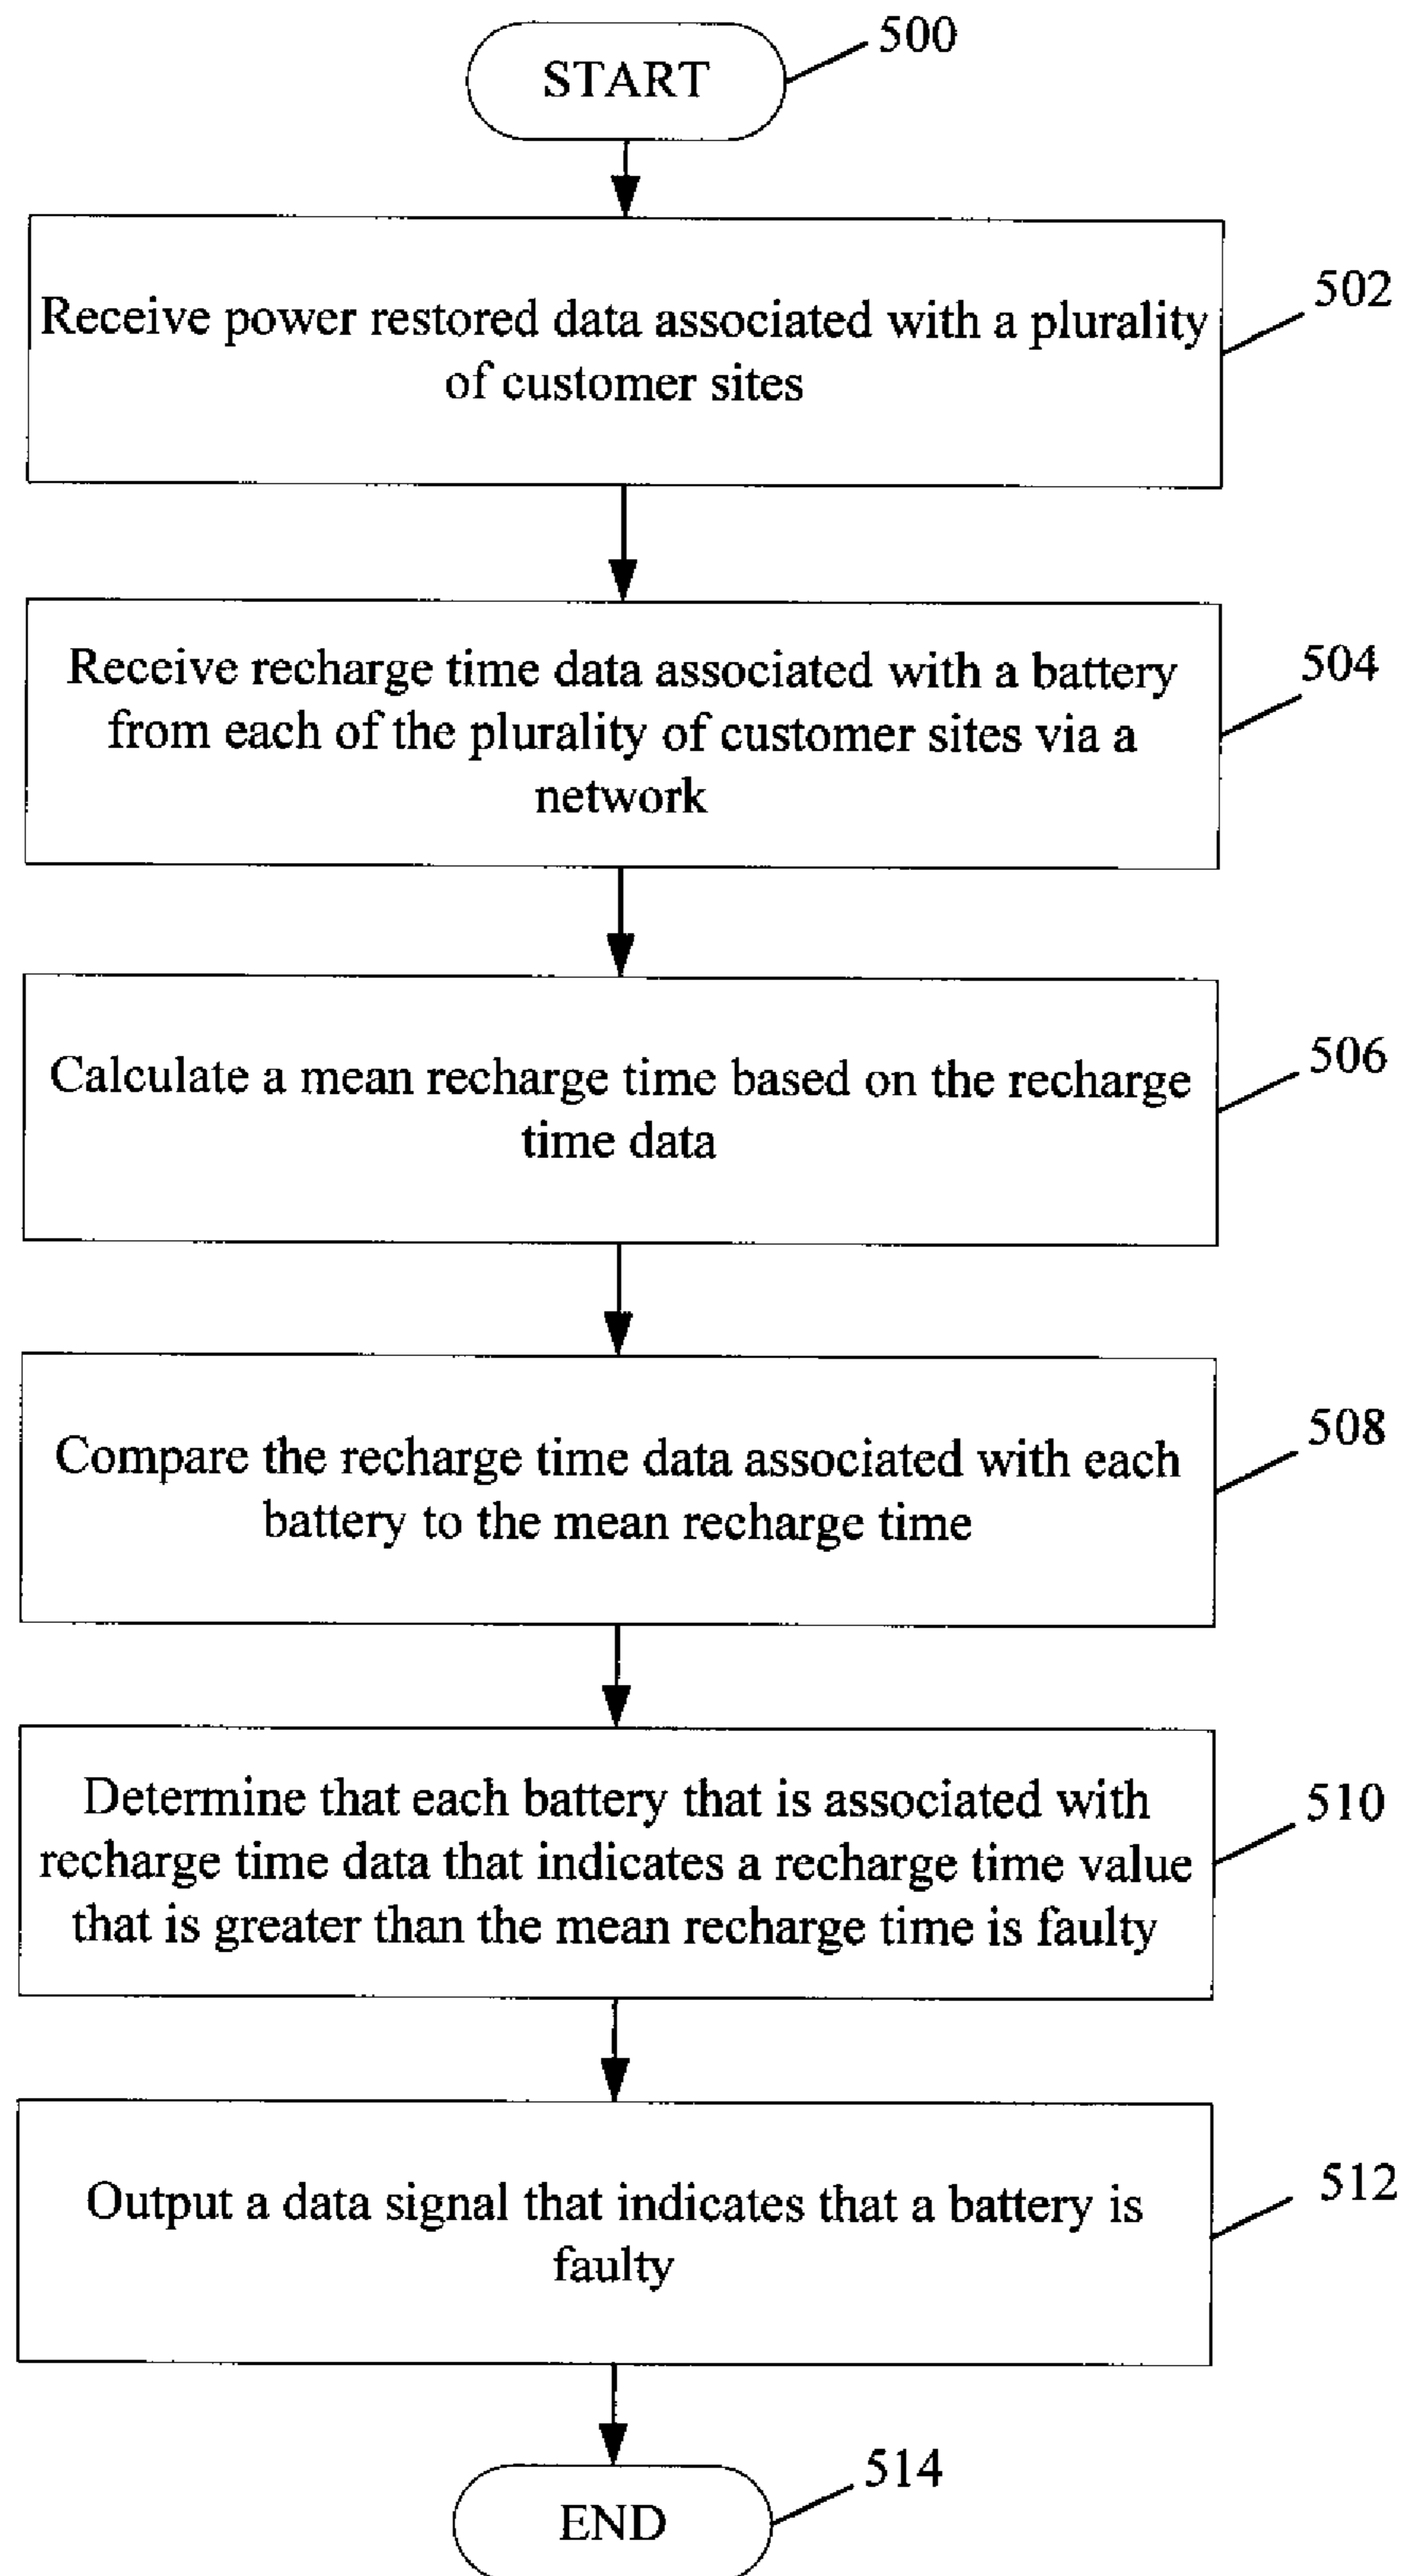 START
500
Receive power restored data associated with a plurality
of customer sites
502
Receive recharge time data associated with a battery
from each of the plurality of customer sites via a
network
504
Calculate a mean recharge time based on the recharge
time data
506
Compare the recharge time data associated with each
battery to the mean recharge time
508
Determine that each battery that is associated with
recharge time data that indicates a recharge time value
that is greater than the mean recharge time is faulty
510
Output a data signal that indicates that a battery is
faulty
512
END
514